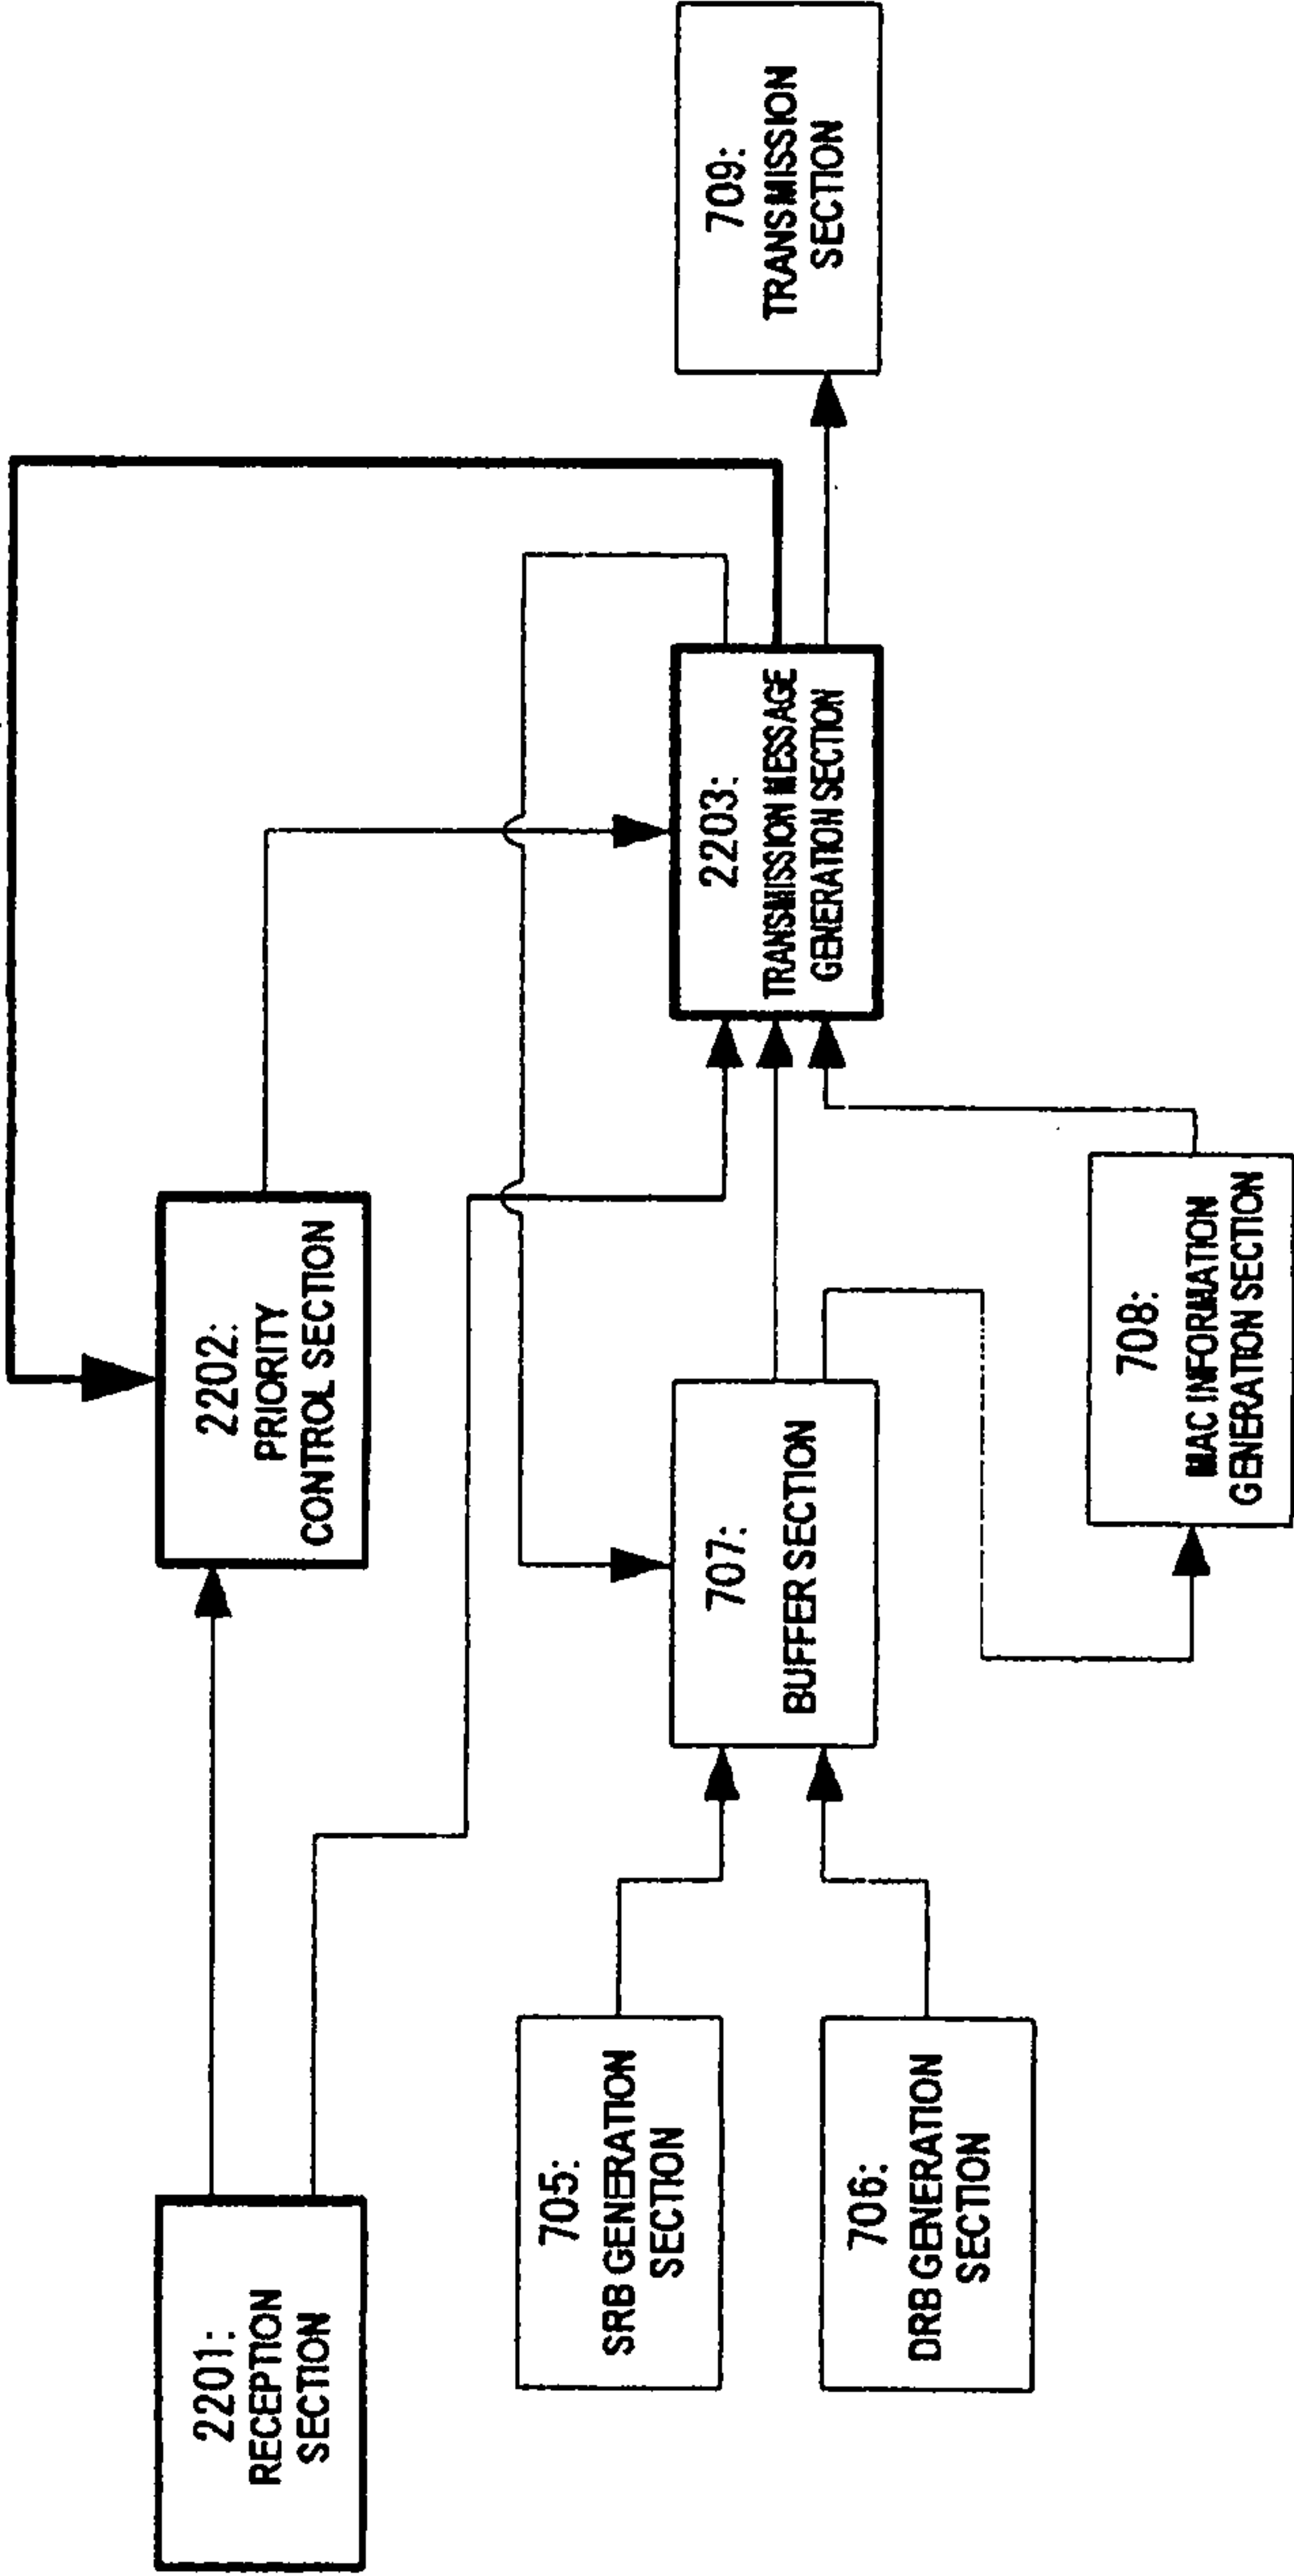 2201:
RECEPTION
SECTION
2202:
PRIORITY
CONTROL SECTION
705:
SRB GENERATION
SECTION
706:
DRB GENERATION
SECTION
707:
BUFFER SECTION
708:
MAC INFORMATION
GENERATION SECTION
2203:
TRANSMISSION MESSAGE
GENERATION SECTION
709:
TRANSMISSION
SECTION